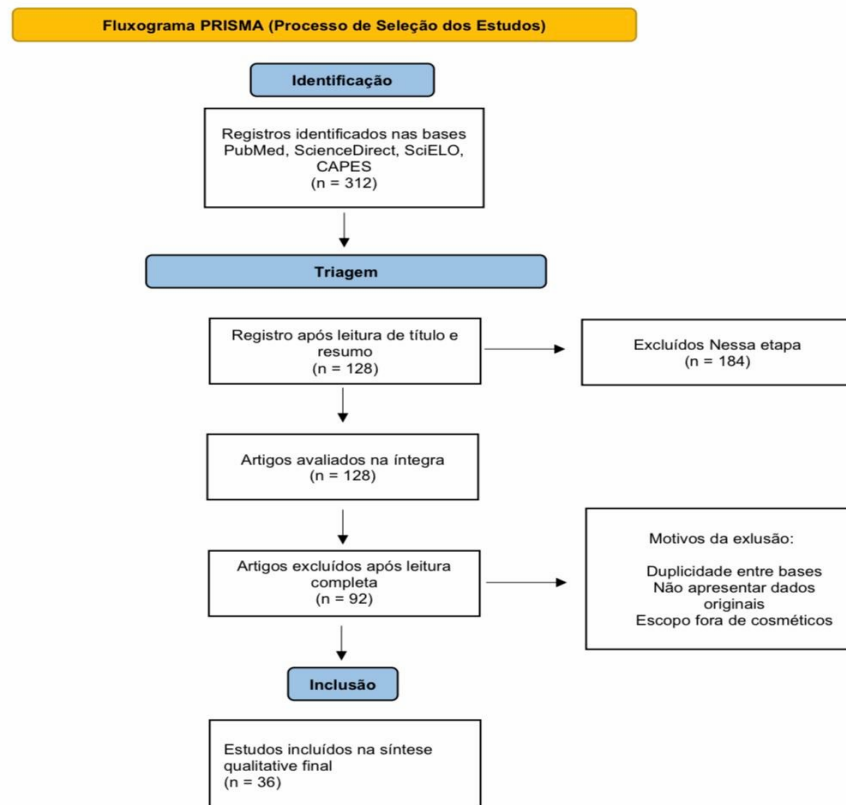 Fluxograma PRISMA (Processo de Seleção dos Estudos)
Identificação
Registros identificados nas bases
PubMed, ScienceDirect, SciELO,
CAPES
(n = 312)
Triagem
Registro após leitura de título e
resumo
(n = 128)
Excluídos Nessa etapa
(n = 184)
Artigos avaliados na íntegra
(n = 128)
Artigos excluídos após leitura
completa
(n = 92)
Motivos da exlusão:
Duplicidade entre bases
Não apresentar dados
originais
Escopo fora de cosméticos
Inclusão
Estudos incluídos na síntese
qualitative final
(n = 36)